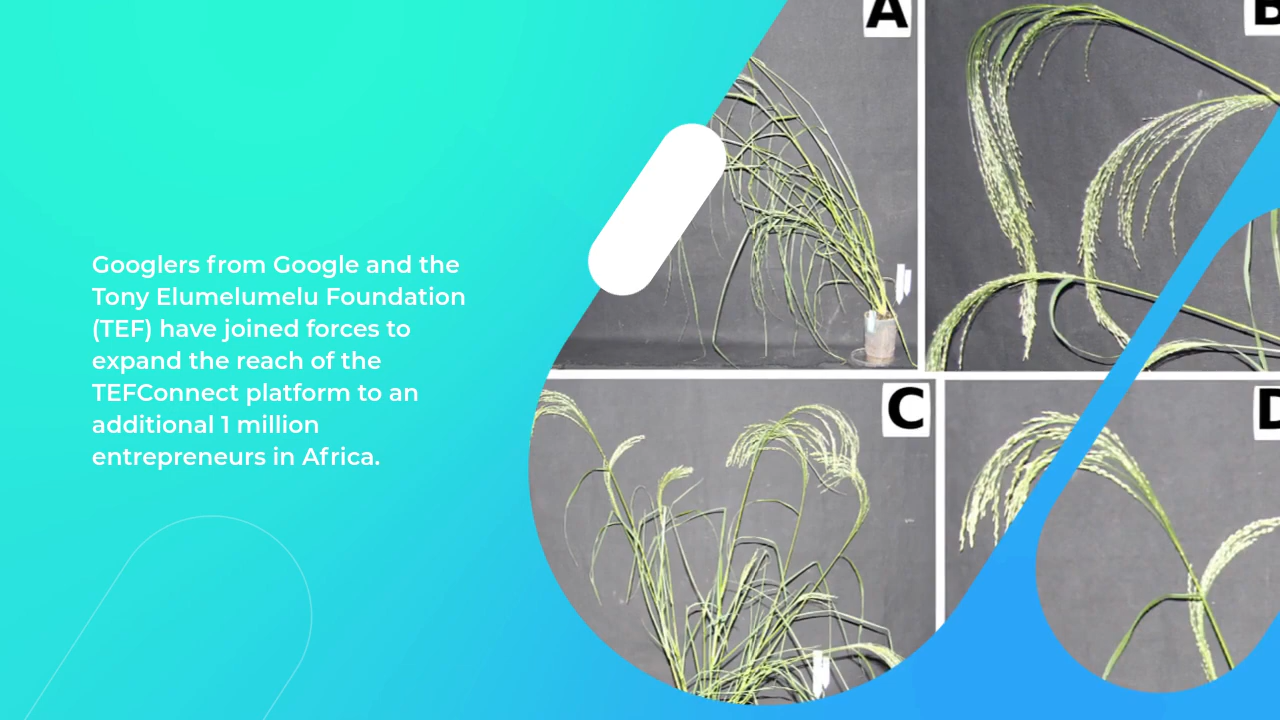 Googlers from Google and the
Tony Elumelumelu Foundation
(TEF) have joined forces to
expand the reach of the
TEFConnect platform to an
additional 1 million
entrepreneurs in Africa.
A
B
C
D